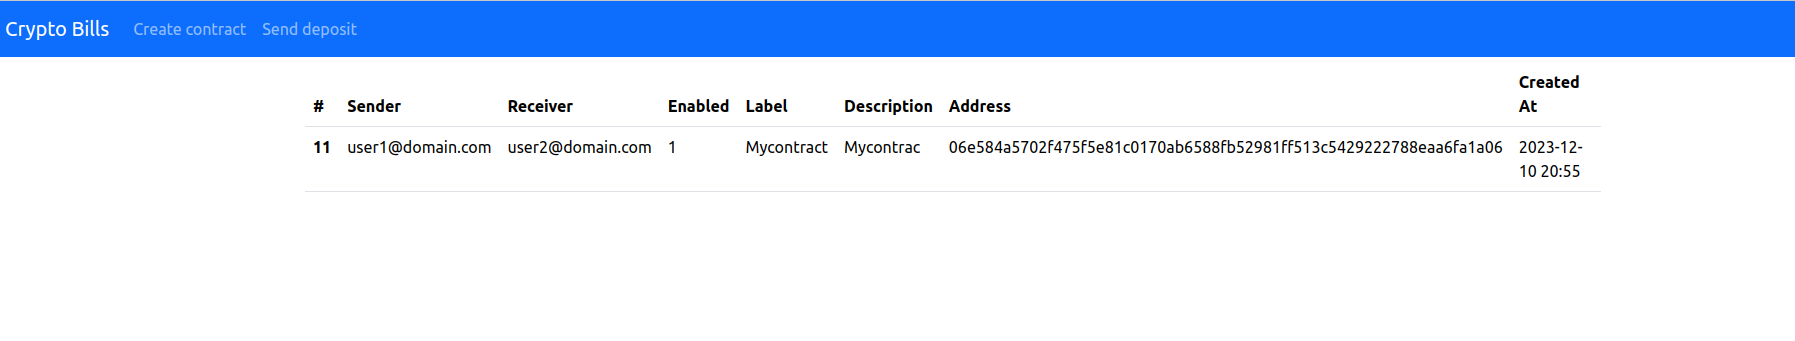 Crypto Bills Create contract Send deposit
# Sender Receiver Enabled Label Description Address Created At
11 user1@domain.com user2@domain.com 1 Mycontract Mycontrac 06e584a5702f475f5e81c0170ab6588fb52981ff513c5429222788eaa6fa1a06 2023-12-
10 20:55